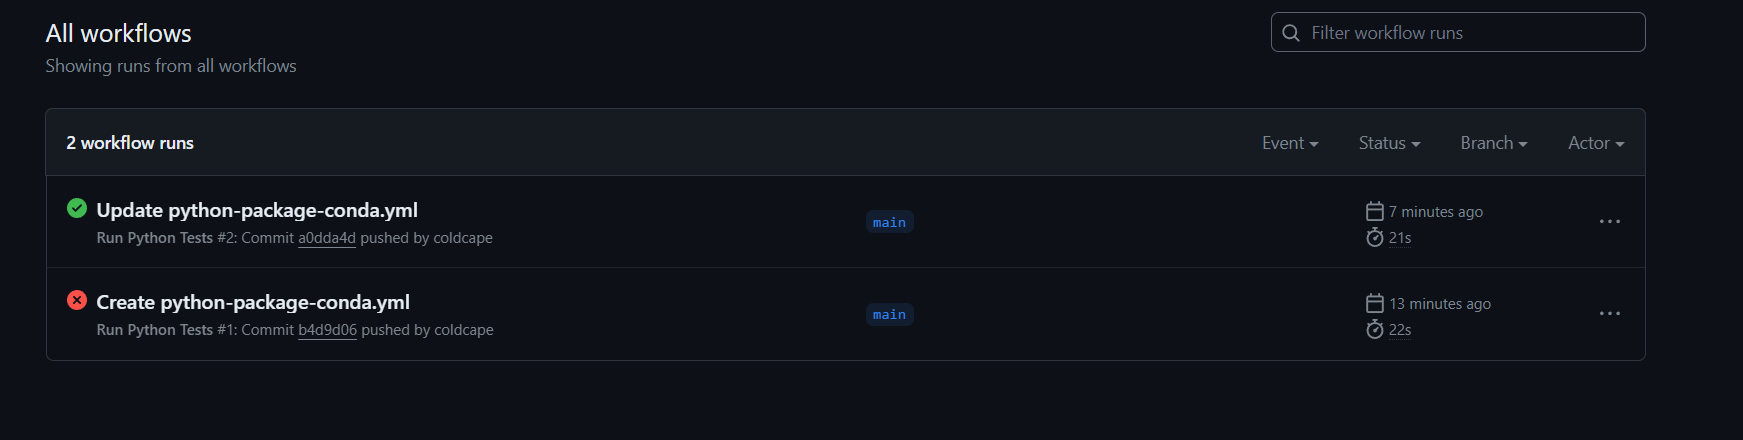 All workflows
Filter workflow runs
Showing runs from all workflows
2 workflow runs
Event
Status
Branch
Actor
Update python-package-conda.yml
main
7 minutes ago
Run Python Tests #2: Commit a0dda4d pushed by coldcape
21s
Create python-package-conda.yml
main
13 minutes ago
Run Python Tests #1: Commit b4d9d06 pushed by coldcape
22s